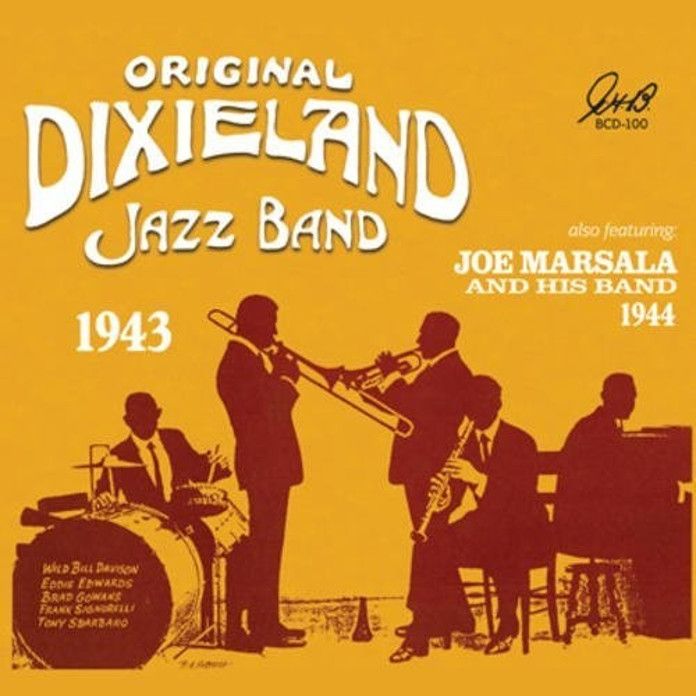 ORIGINAL
DIXIELAND
JAZZ BAND
BCD-100
also featuring:
JOE MARSALA
AND HIS BAND
1944
1943
WILD BILL DAVISON
EDDIE EDWARDS
BRAD GOWANS
FRANK SIGNORELLI
TONY SBARBARO